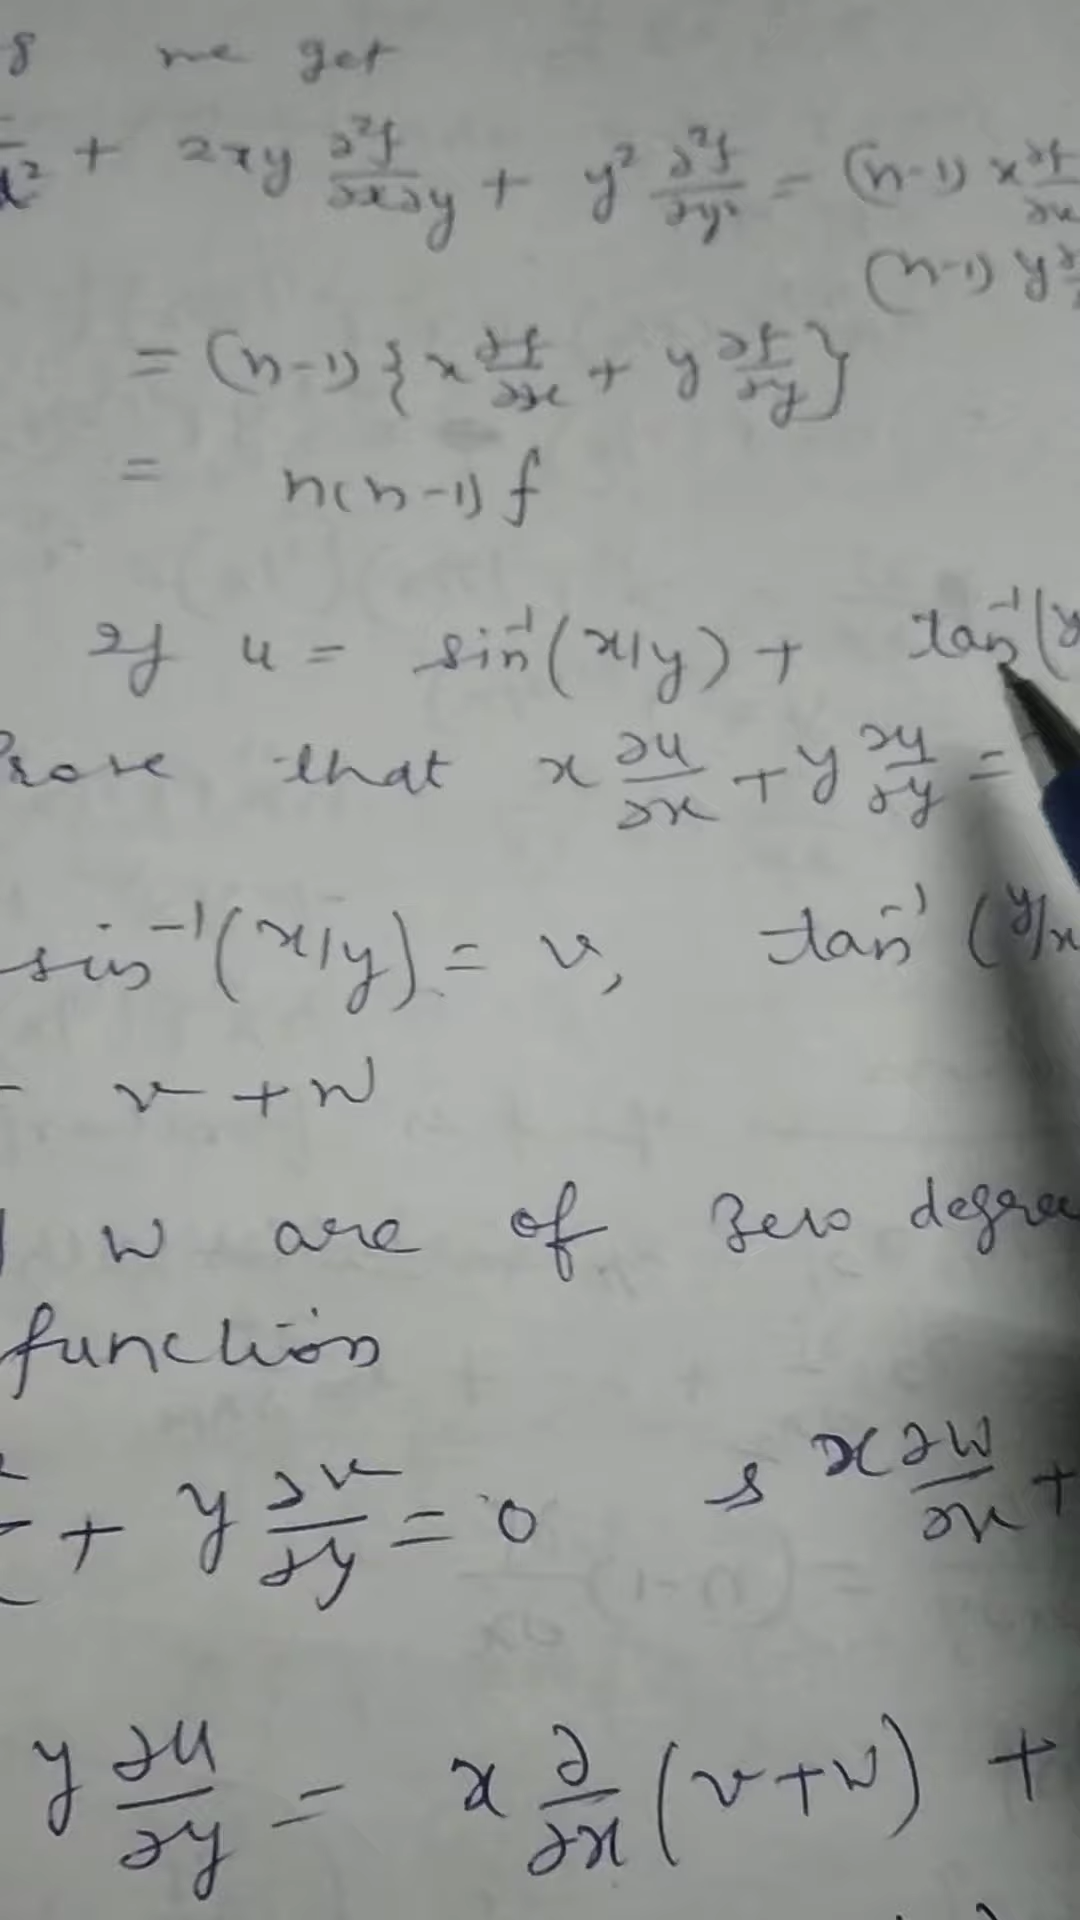 we get
+ 2xy ∂²f/∂x∂y + y² ∂²f/∂y² = (n-1) x ∂f/∂x
(n-1) y
= (n-1) {x ∂f/∂x + y ∂f/∂y}
= n(n-1) f
If u = sin⁻¹(x/y) + tan⁻¹(y
Prove that x ∂u/∂x + y ∂u/∂y =
sin⁻¹(x/y) = v, tan⁻¹(y/x
v + w
w are of zero degree
function
+ y ∂v/∂y = 0 & x ∂w/∂x +
y ∂u/∂y = x ∂/∂x (v+w) +